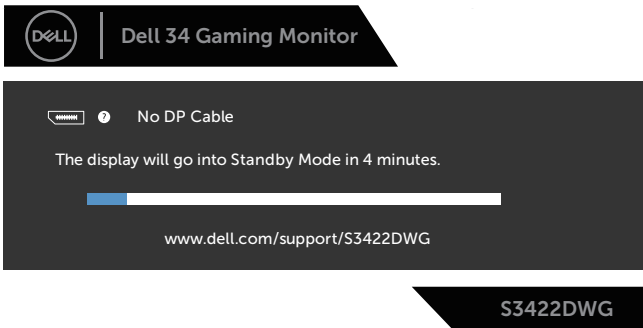 DELL
Dell 34 Gaming Monitor
? No DP Cable
The display will go into Standby Mode in 4 minutes.
www.dell.com/support/S3422DWG
S3422DWG